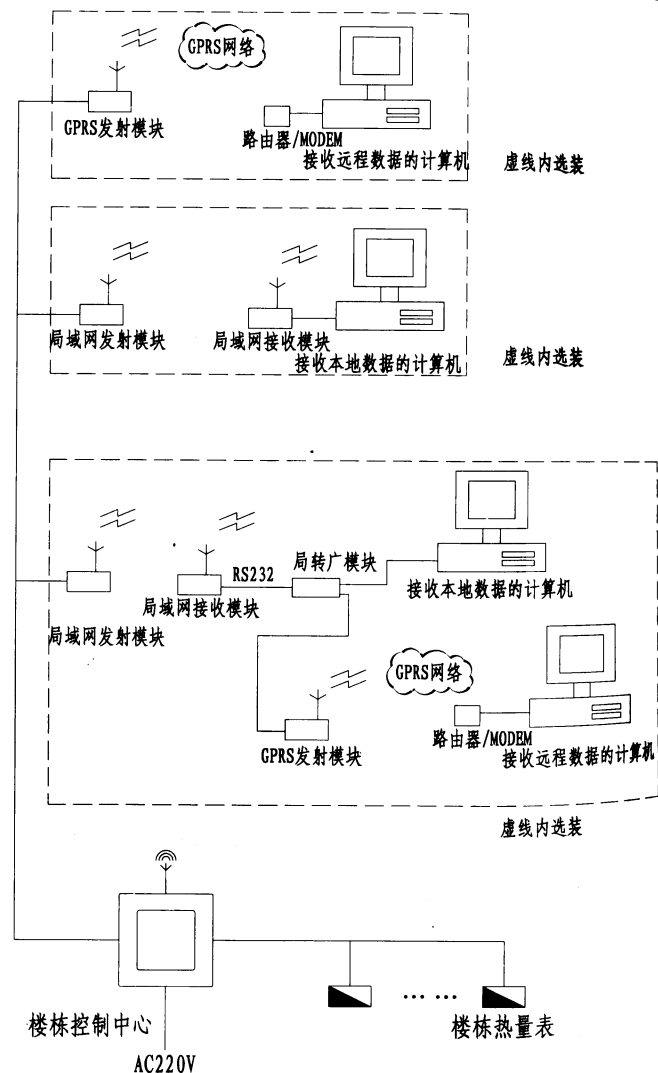 GPRS网络
GPRS发射模块
路由器/MODEM
接收远程数据的计算机
虚线内选装
局域网发射模块
局域网接收模块
接收本地数据的计算机
虚线内选装
局转广模块
RS232
接收本地数据的计算机
局域网接收模块
局域网发射模块
GPRS网络
路由器/MODEM
GPRS发射模块
接收远程数据的计算机
虚线内选装
楼栋控制中心
楼栋热量表
AC220V